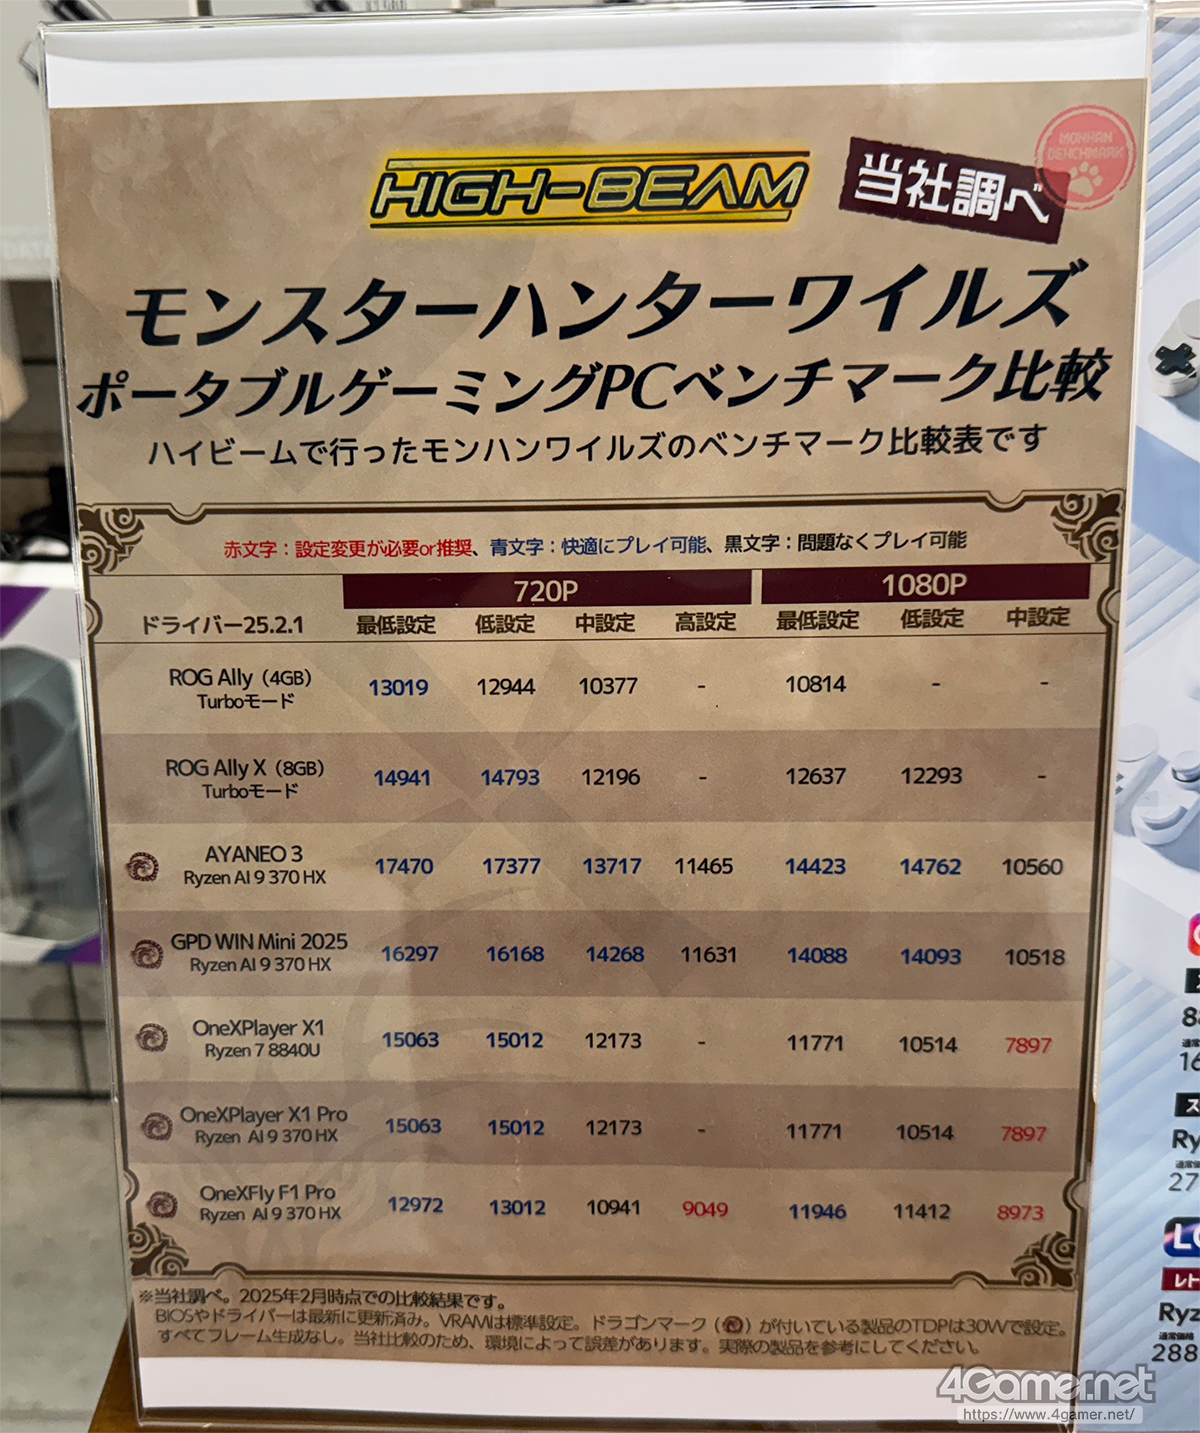 HIGH-BEAM
当社調べ
MONHAN
BENCHMARK
モンスターハンターワイルズ
ポータブルゲーミングPCベンチマーク比較
ハイビームで行ったモンハンワイルズのベンチマーク比較表です
赤文字：設定変更が必要or推奨、青文字：快適にプレイ可能、黒文字：問題なくプレイ可能
720P 1080P
ドライバー25.2.1 最低設定 低設定 中設定 高設定 最低設定 低設定 中設定
ROG Ally（4GB）
Turboモード
13019 12944 10377 - 10814 - -
ROG Ally X（8GB）
Turboモード
14941 14793 12196 - 12637 12293 -
AYANEO 3
Ryzen AI 9 370 HX
17470 17377 13717 11465 14423 14762 10560
GPD WIN Mini 2025
Ryzen AI 9 370 HX
16297 16168 14268 11631 14088 14093 10518
OneXPlayer X1
Ryzen 7 8840U
15063 15012 12173 - 11771 10514 7897
OneXPlayer X1 Pro
Ryzen AI 9 370 HX
15063 15012 12173 - 11771 10514 7897
OneXFly F1 Pro
Ryzen AI 9 370 HX
12972 13012 10941 9049 11946 11412 8973
※当社調べ。2025年2月時点での比較結果です。
BIOSやドライバーは最新に更新済み。VRAMは標準設定。ドラゴンマーク（）が付いている製品のTDPは30Wで設定。
すべてフレーム生成なし。当社比較のため、環境によって誤差があります。実際の製品を参考にしてください。
4Gamer.net
https://www.4gamer.net/